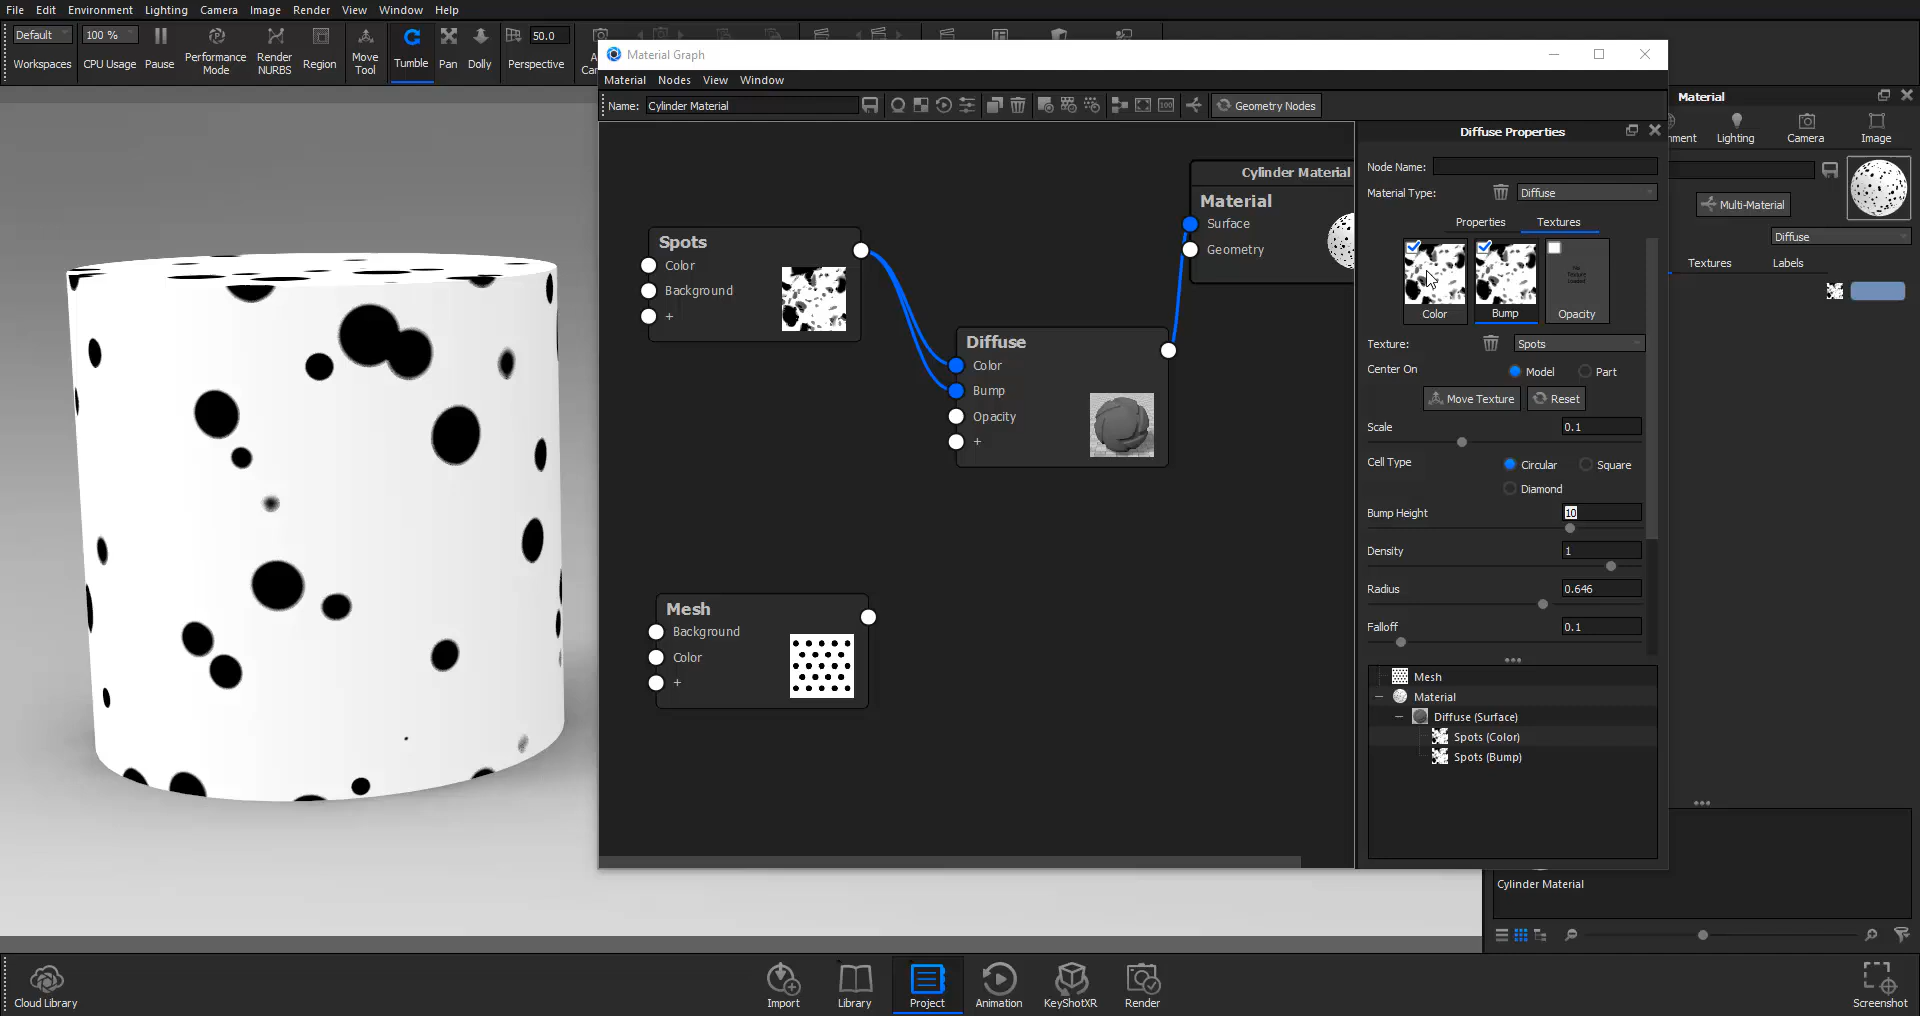 File Edit Environment Lighting Camera Image Render View Window Help
Default 100 % 50.0
Workspaces CPU Usage Pause Performance Mode Render NURBS Region Move Tool Tumble Pan Dolly Perspective
Material Graph
Material Nodes View Window
Name: Cylinder Material Geometry Nodes
Spots
Color
Background
+
Diffuse
Color
Bump
Opacity
+
Mesh
Background
Color
+
Cylinder Material
Material
Surface
Geometry
Diffuse Properties
Node Name:
Material Type: Diffuse
Properties Textures
No Texture Loaded
Color Bump Opacity
Texture: Spots
Center On Model Part
Move Texture Reset
Scale 0.1
Cell Type Circular Square
Diamond
Bump Height 10
Density 1
Radius 0.646
Falloff 0.1
Mesh
Material
Diffuse (Surface)
Spots (Color)
Spots (Bump)
Material
Lighting Camera Image
Multi-Material
Diffuse
Textures Labels
Cylinder Material
Cloud Library Import Library Project Animation KeyShotXR Render Screenshot